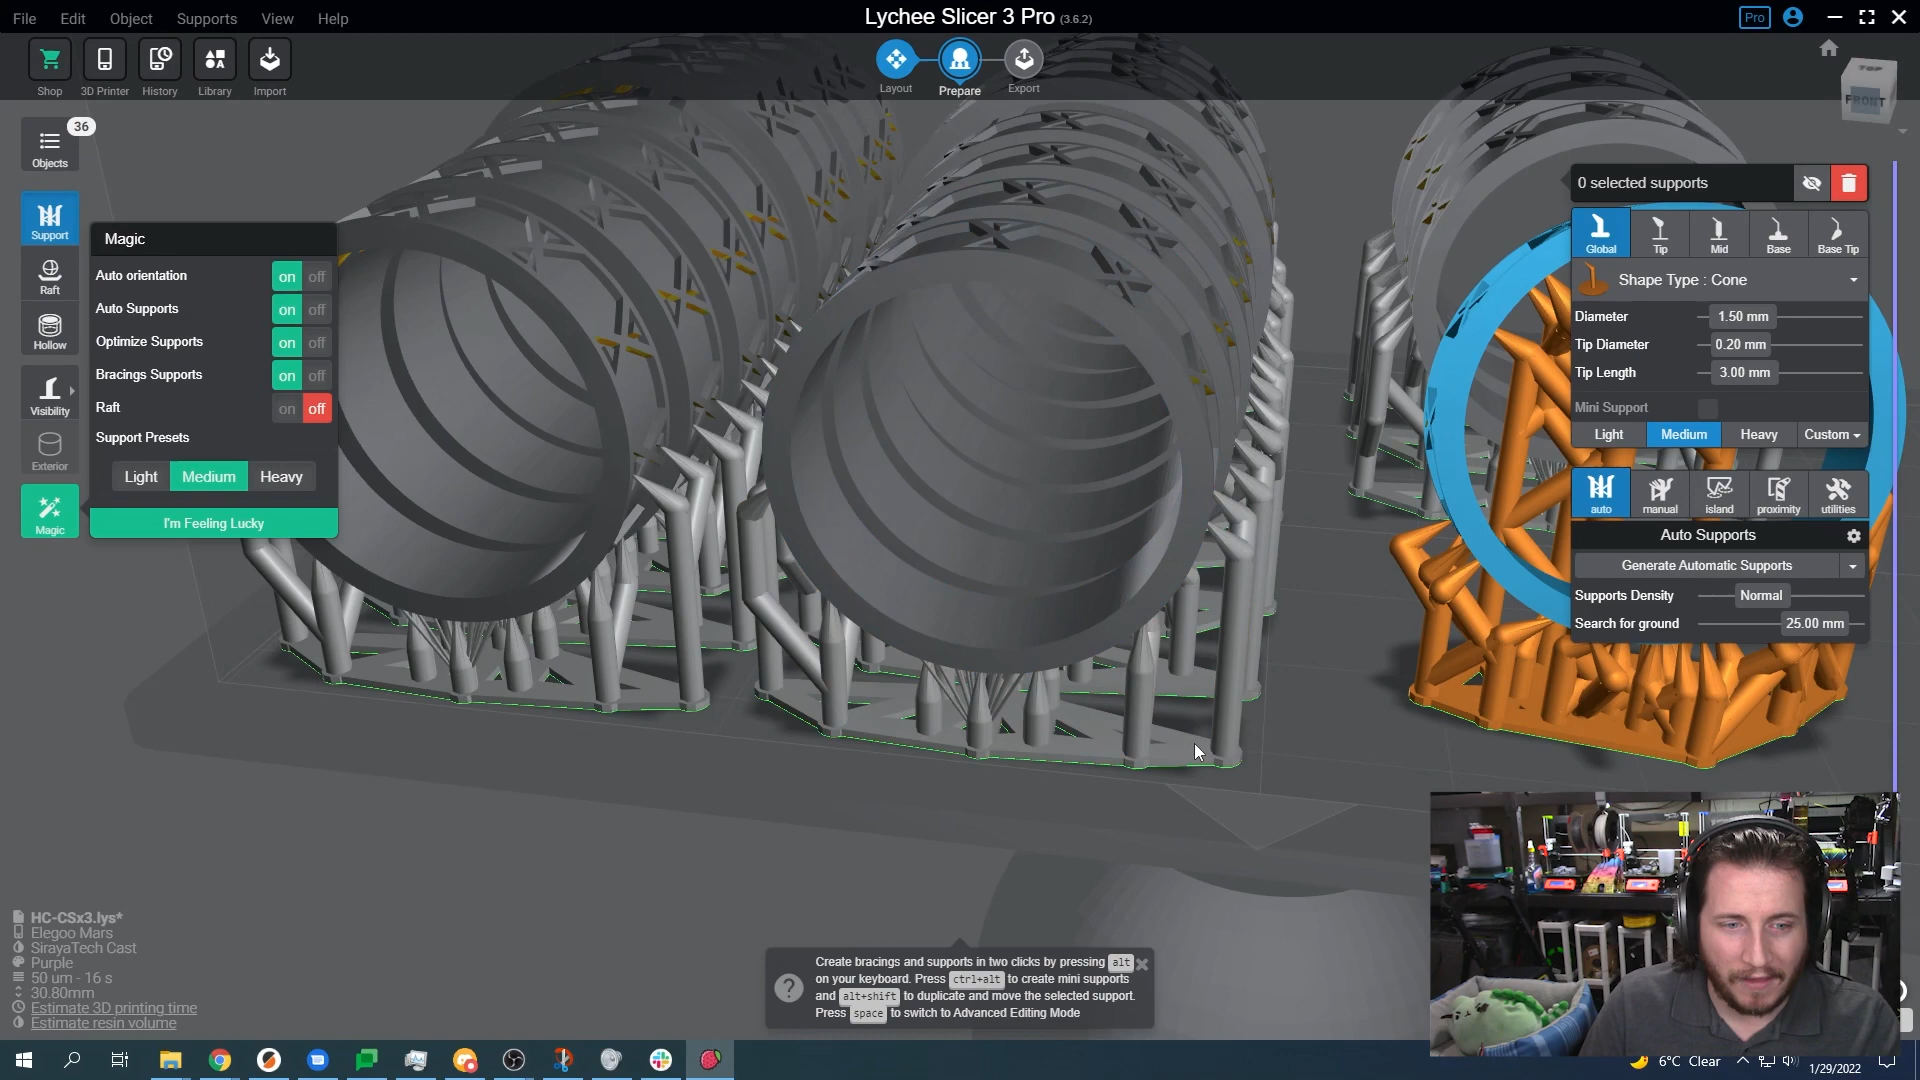 File Edit Object Supports View Help
Lychee Slicer 3 Pro (3.6.2)
Pro
Shop 3D Printer History Library Import
Layout Prepare Export
TOP
FRONT
36
Objects
Support
Raft
Hollow
Visibility
Exterior
Magic
Magic
Auto orientation on off
Auto Supports on off
Optimize Supports on off
Bracings Supports on off
Raft on off
Support Presets
Light Medium Heavy
I'm Feeling Lucky
0 selected supports
Global Tip Mid Base Base Tip
Shape Type : Cone
Diameter 1.50 mm
Tip Diameter 0.20 mm
Tip Length 3.00 mm
Mini Support
Light Medium Heavy Custom
auto manual island proximity utilities
Auto Supports
Generate Automatic Supports
Supports Density Normal
Search for ground 25.00 mm
HC-CSx3.lys*
Elegoo Mars
SirayaTech Cast
Purple
50 um - 16 s
30.80mm
Estimate 3D printing time
Estimate resin volume
Create bracings and supports in two clicks by pressing alt
on your keyboard. Press ctrl+alt to create mini supports
and alt+shift to duplicate and move the selected support.
Press space to switch to Advanced Editing Mode
6°C Clear
1/29/2022